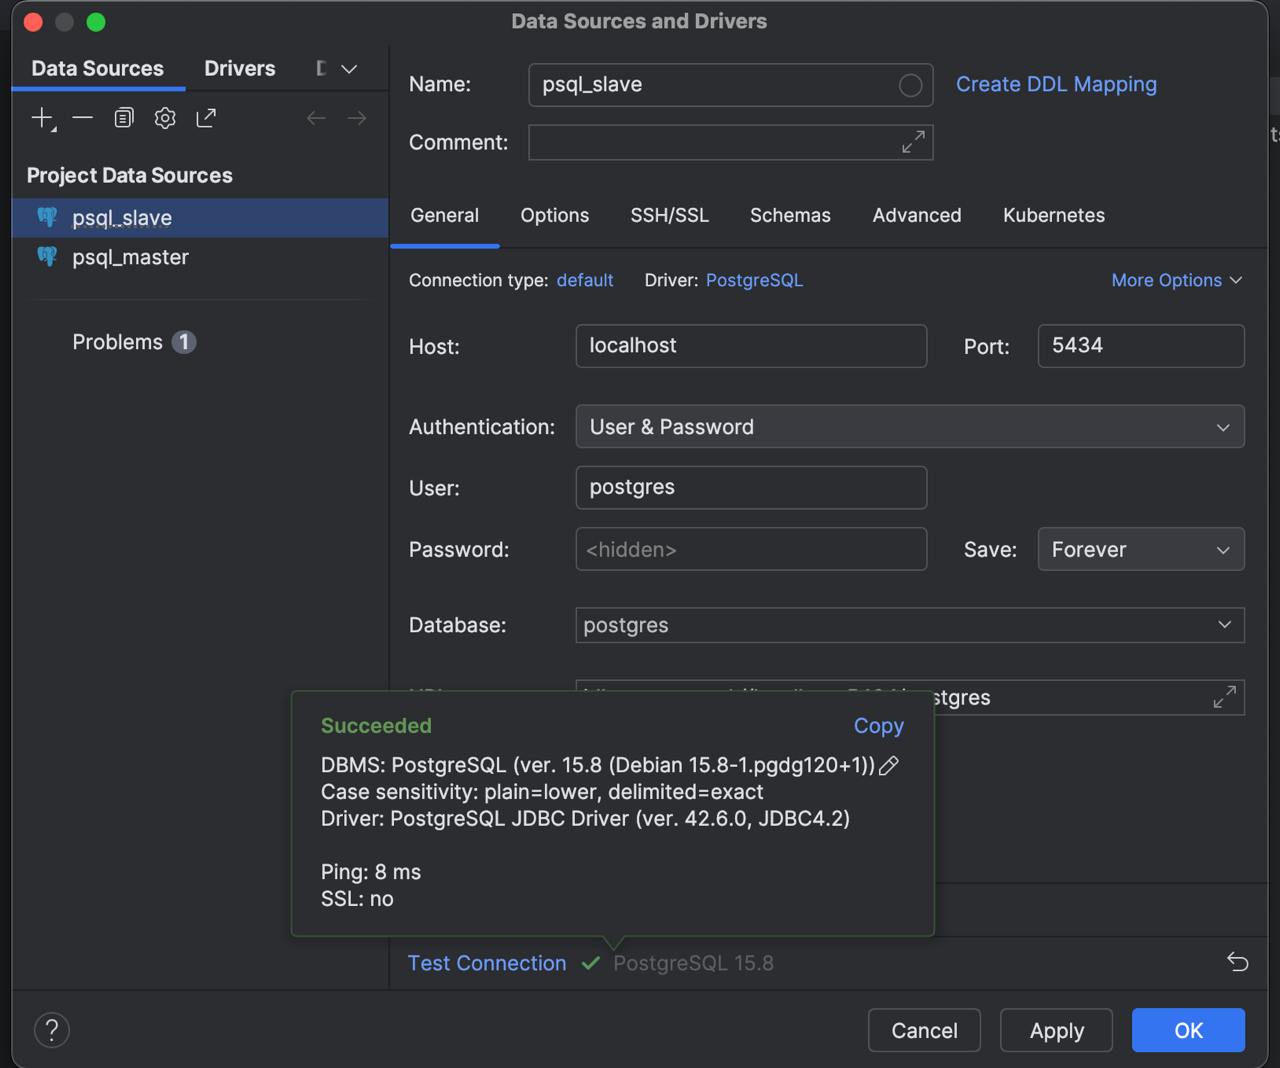 Data Sources and Drivers
Data Sources
Drivers
Name:
psql_slave
Create DDL Mapping
Comment:
Project Data Sources
psql_slave
psql_master
Problems 1
General
Options
SSH/SSL
Schemas
Advanced
Kubernetes
Connection type: default
Driver: PostgreSQL
More Options
Host:
localhost
Port:
5434
Authentication:
User & Password
User:
postgres
Password:
<hidden>
Save:
Forever
Database:
postgres
Succeeded
Copy
DBMS: PostgreSQL (ver. 15.8 (Debian 15.8-1.pgdg120+1))
Case sensitivity: plain=lower, delimited=exact
Driver: PostgreSQL JDBC Driver (ver. 42.6.0, JDBC4.2)
Ping: 8 ms
SSL: no
Test Connection
PostgreSQL 15.8
?
Cancel
Apply
OK